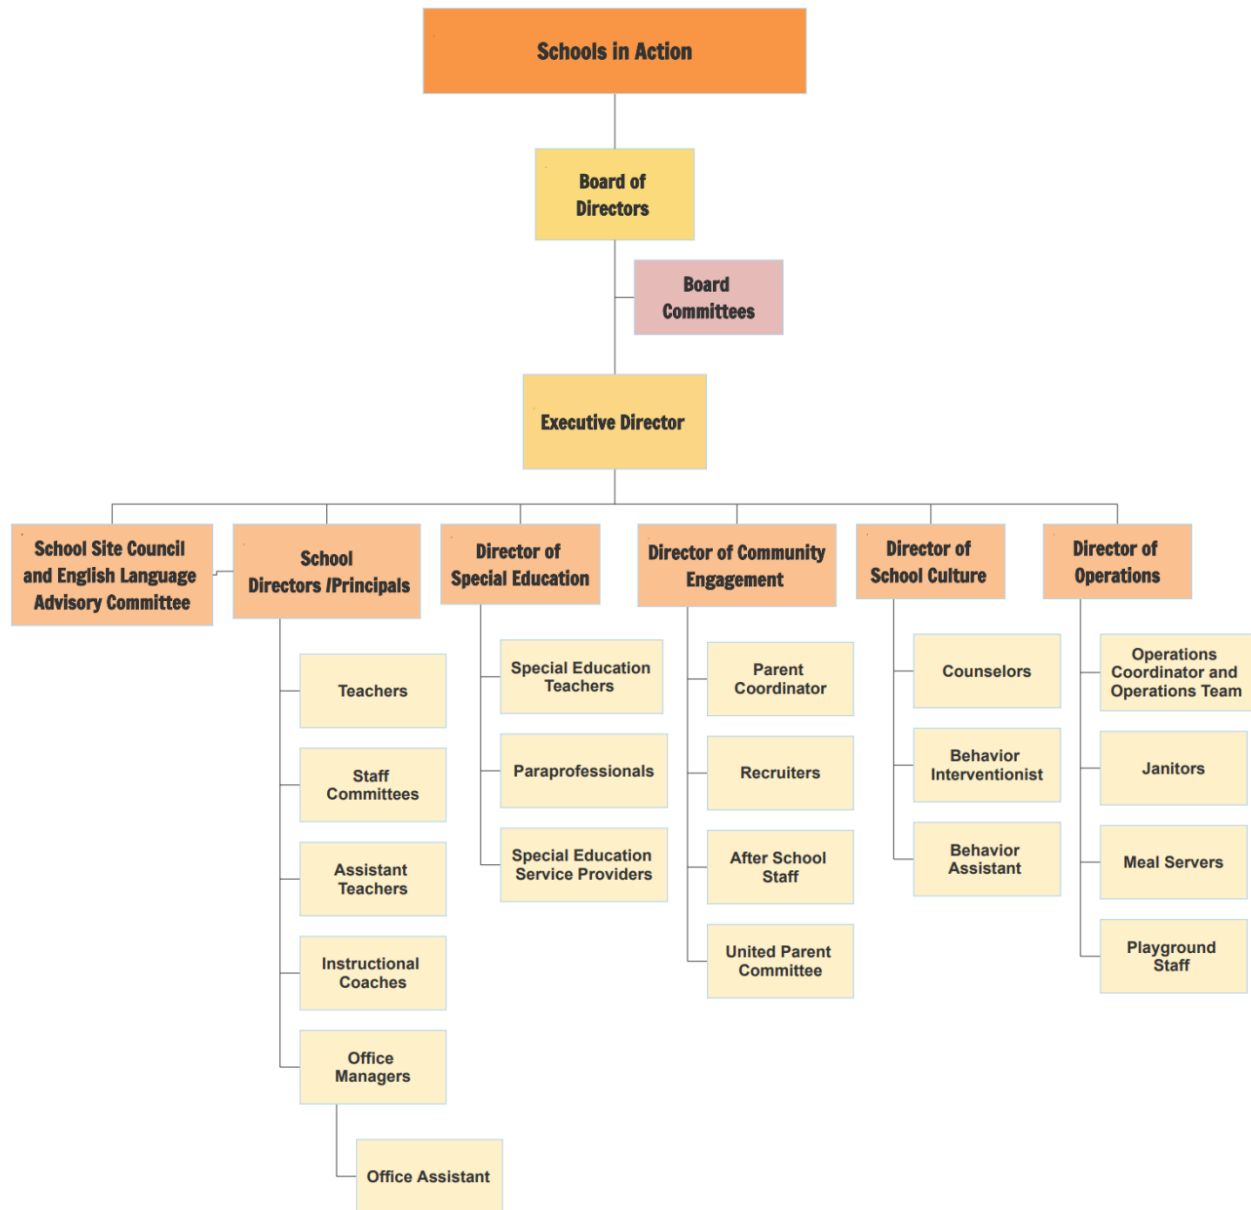 Schools in Action
Board of
Directors
Board
Committees
Executive Director
School Site Council
and English Language
Advisory Committee
School
Directors /Principals
Director of
Special Education
Director of Community
Engagement
Director of
School Culture
Director of
Operations
Teachers
Staff
Committees
Assistant
Teachers
Instructional
Coaches
Office
Managers
Office Assistant
Special Education
Teachers
Paraprofessionals
Special Education
Service Providers
Parent
Coordinator
Recruiters
After School
Staff
United Parent
Committee
Counselors
Behavior
Interventionist
Behavior
Assistant
Operations
Coordinator and
Operations Team
Janitors
Meal Servers
Playground
Staff